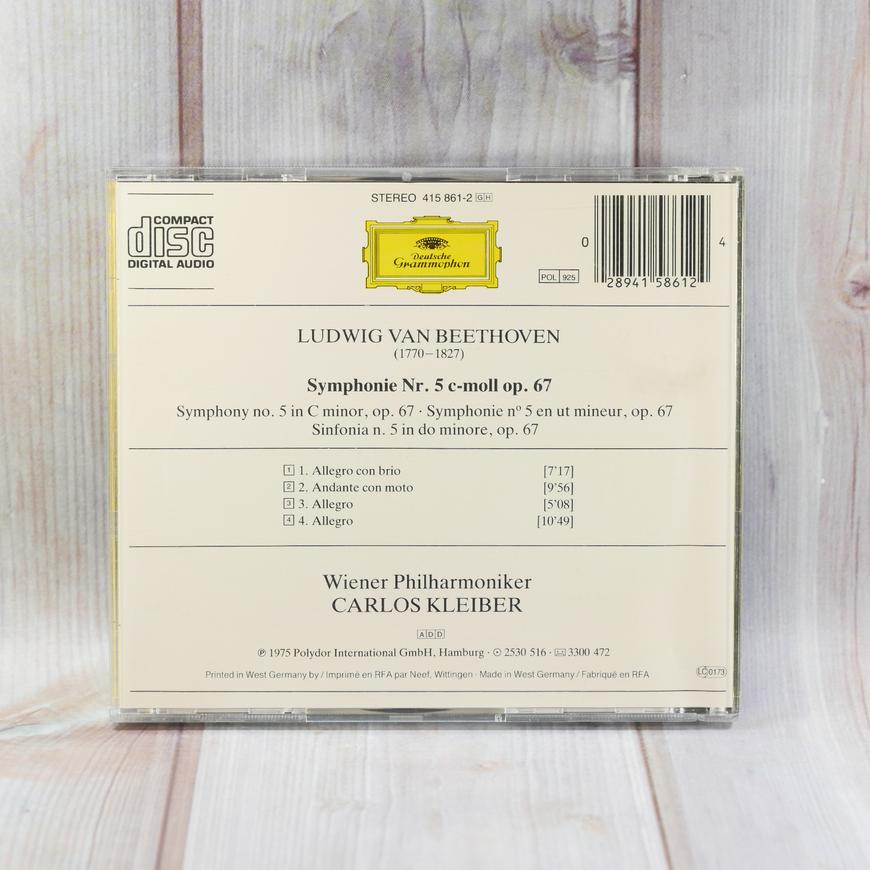 STEREO 415 861-2 GH
COMPACT
disc
DIGITAL AUDIO
Deutsche
Grammophon
POL 925
0 28941 58612 4
LUDWIG VAN BEETHOVEN
(1770–1827)
Symphonie Nr. 5 c-moll op. 67
Symphony no. 5 in C minor, op. 67 · Symphonie nº 5 en ut mineur, op. 67
Sinfonia n. 5 in do minore, op. 67
1 1. Allegro con brio [7'17]
2 2. Andante con moto [9'56]
3 3. Allegro [5'08]
4 4. Allegro [10'49]
Wiener Philharmoniker
CARLOS KLEIBER
ADD
℗ 1975 Polydor International GmbH, Hamburg · 2530 516 · 3300 472
Printed in West Germany by / Imprimé en RFA par Neef, Wittingen · Made in West Germany / Fabriqué en RFA
LC 0173